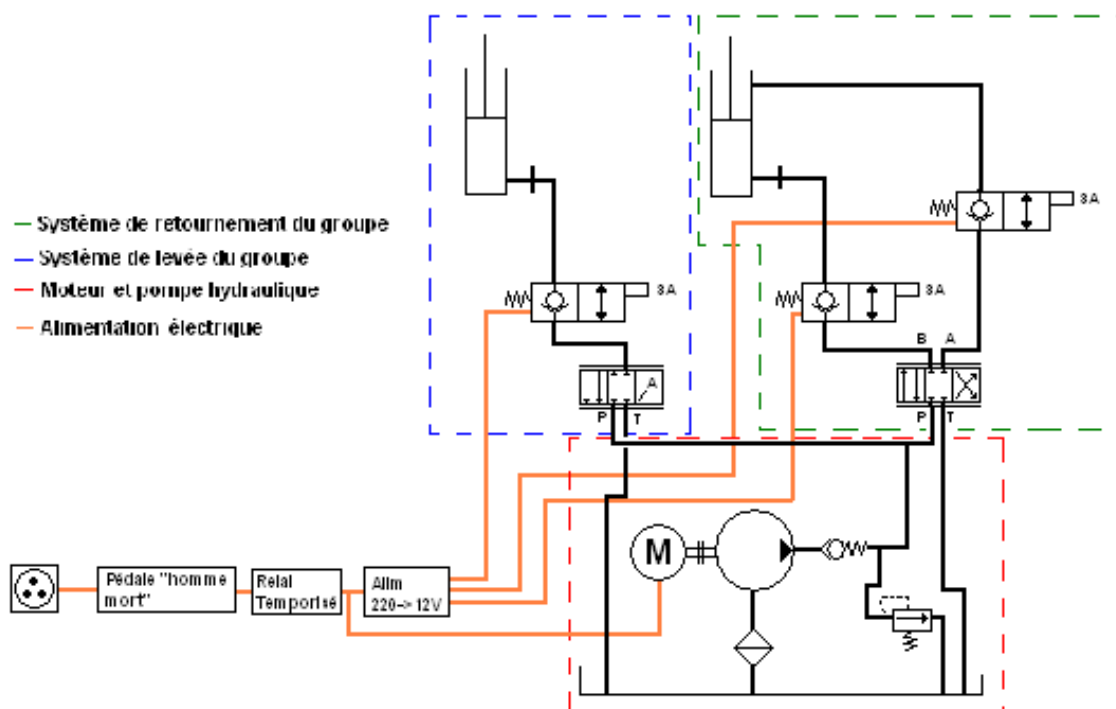 Système de retournement du groupe
Système de levée du groupe
Moteur et pompe hydraulique
Alimentation électrique
8A
8A
8A
B A
A
P T
P T
M
Pédale "homme
mort"
Relai
Temporisé
Alim
220-> 12V